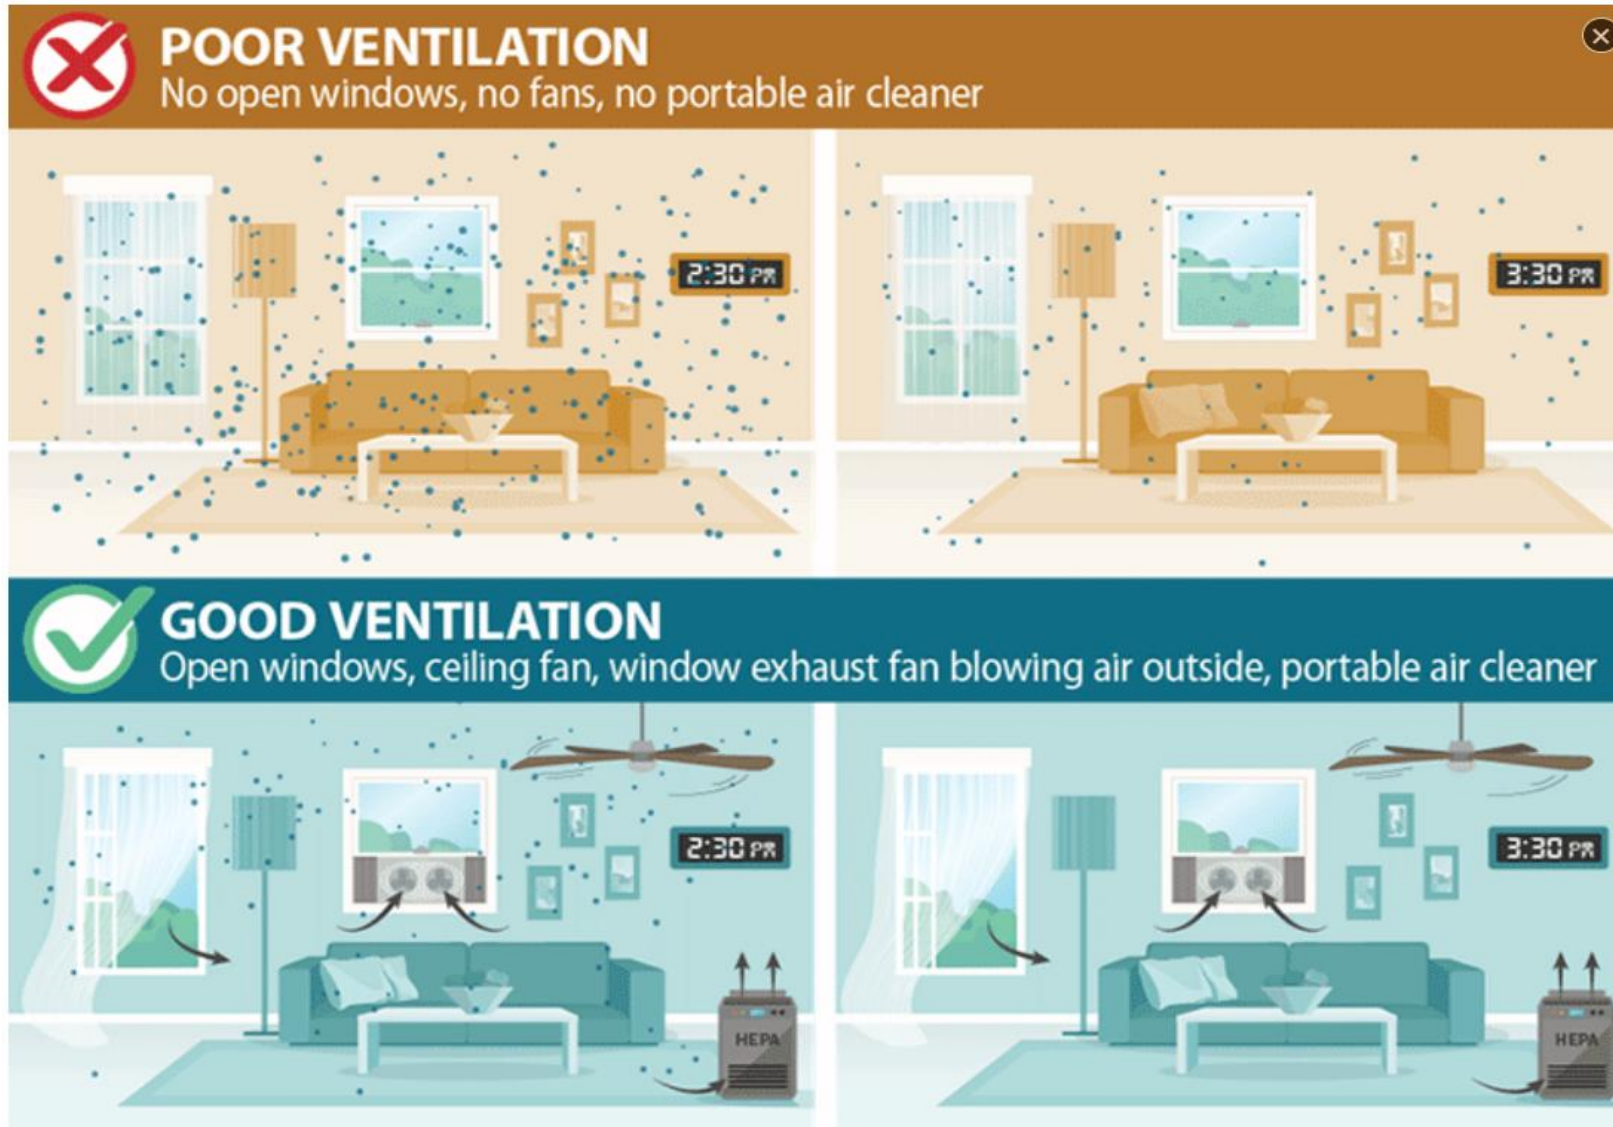 POOR VENTILATION
No open windows, no fans, no portable air cleaner
2:30 PM
3:30 PM
GOOD VENTILATION
Open windows, ceiling fan, window exhaust fan blowing air outside, portable air cleaner
2:30 PM
3:30 PM
HEPA
HEPA